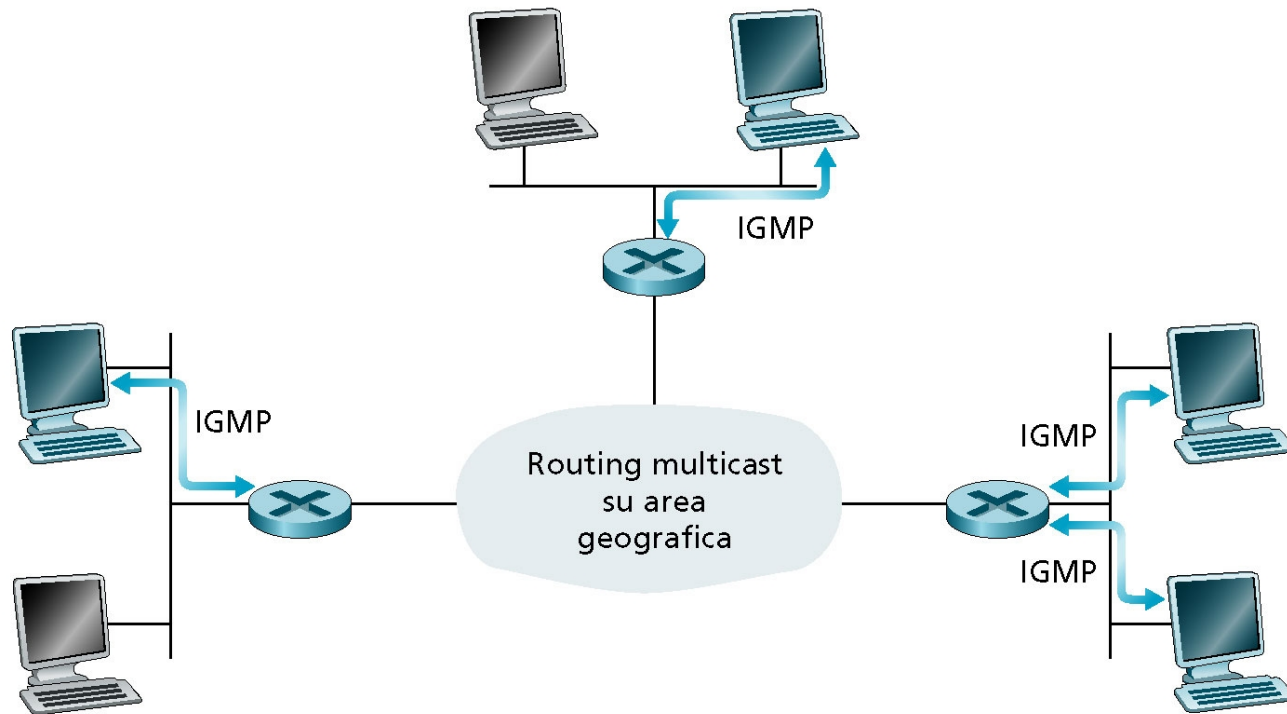 IGMP
IGMP
Routing multicast
su area
geografica
IGMP
IGMP